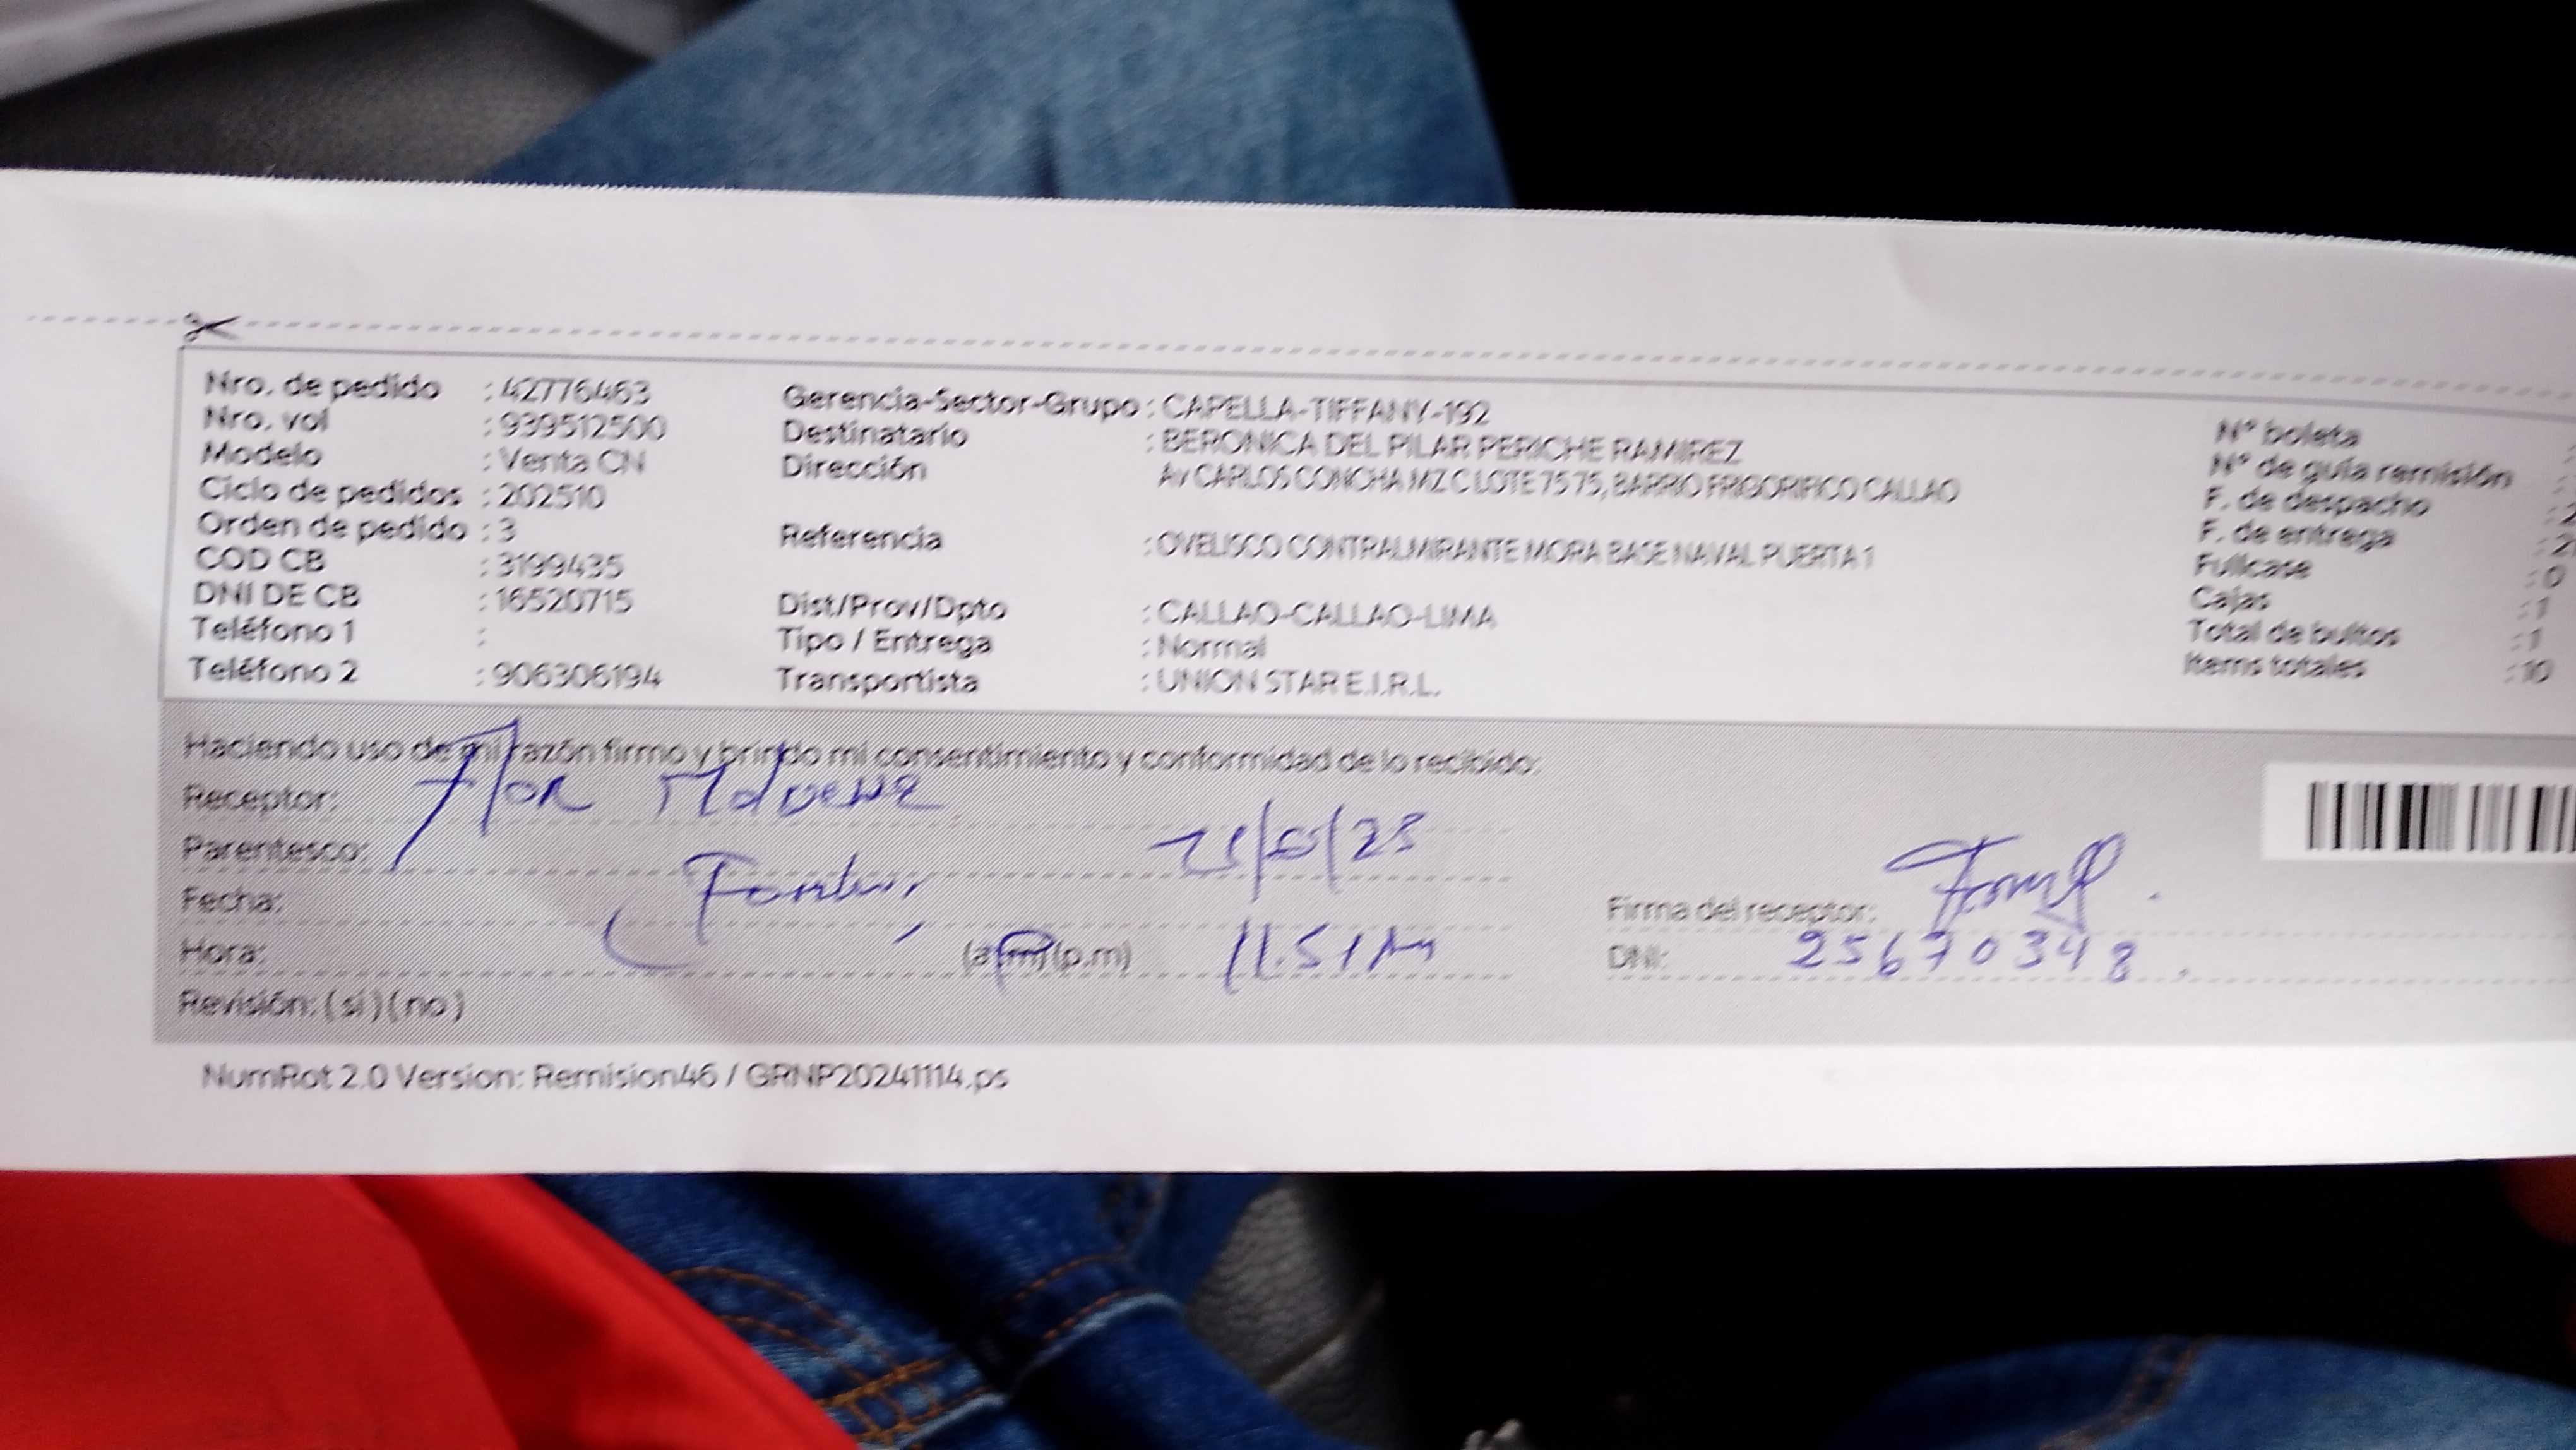 Nro. de pedido : 42776463
Nro. vol : 939512500
Modelo : Venta CN
Ciclo de pedidos : 202510
Orden de pedido : 3
COD CB : 3199435
DNI DE CB : 16520715
Teléfono 1 :
Teléfono 2 : 906306194
Gerencia-Sector-Grupo : CAPELLA-TIFFANY-192
Destinatario : BERONICA DEL PILAR PERICHE RAMIREZ
Dirección AV CARLOS CONCHA MZ C LOTE 75 75, BARRIO FRIGORIFICO CALLAO
Referencia : OVELISCO CONTRALMIRANTE MORA BASE NAVAL PUERTA 1
Dist/Prov/Dpto : CALLAO-CALLAO-LIMA
Tipo / Entrega : Normal
Transportista : UNION STAR E.I.R.L.
N° boleta :
N° de guía remisión :
F. de despacho : 2
F. de entrega : 2
Fullcase : 0
Cajas : 1
Total de bultos : 1
Items totales : 10
Haciendo uso de mi razón firmo y brindo mi consentimiento y conformidad de lo recibido:
Receptor: Flor
Parentesco:
Fecha:
Hora: (a.m) (p.m) 11.51 AM
Revisión: (si) (no)
Firma del receptor:
DNI: 25670348
NumRot 2.0 Version: Remision46 / GRNP20241114.ps